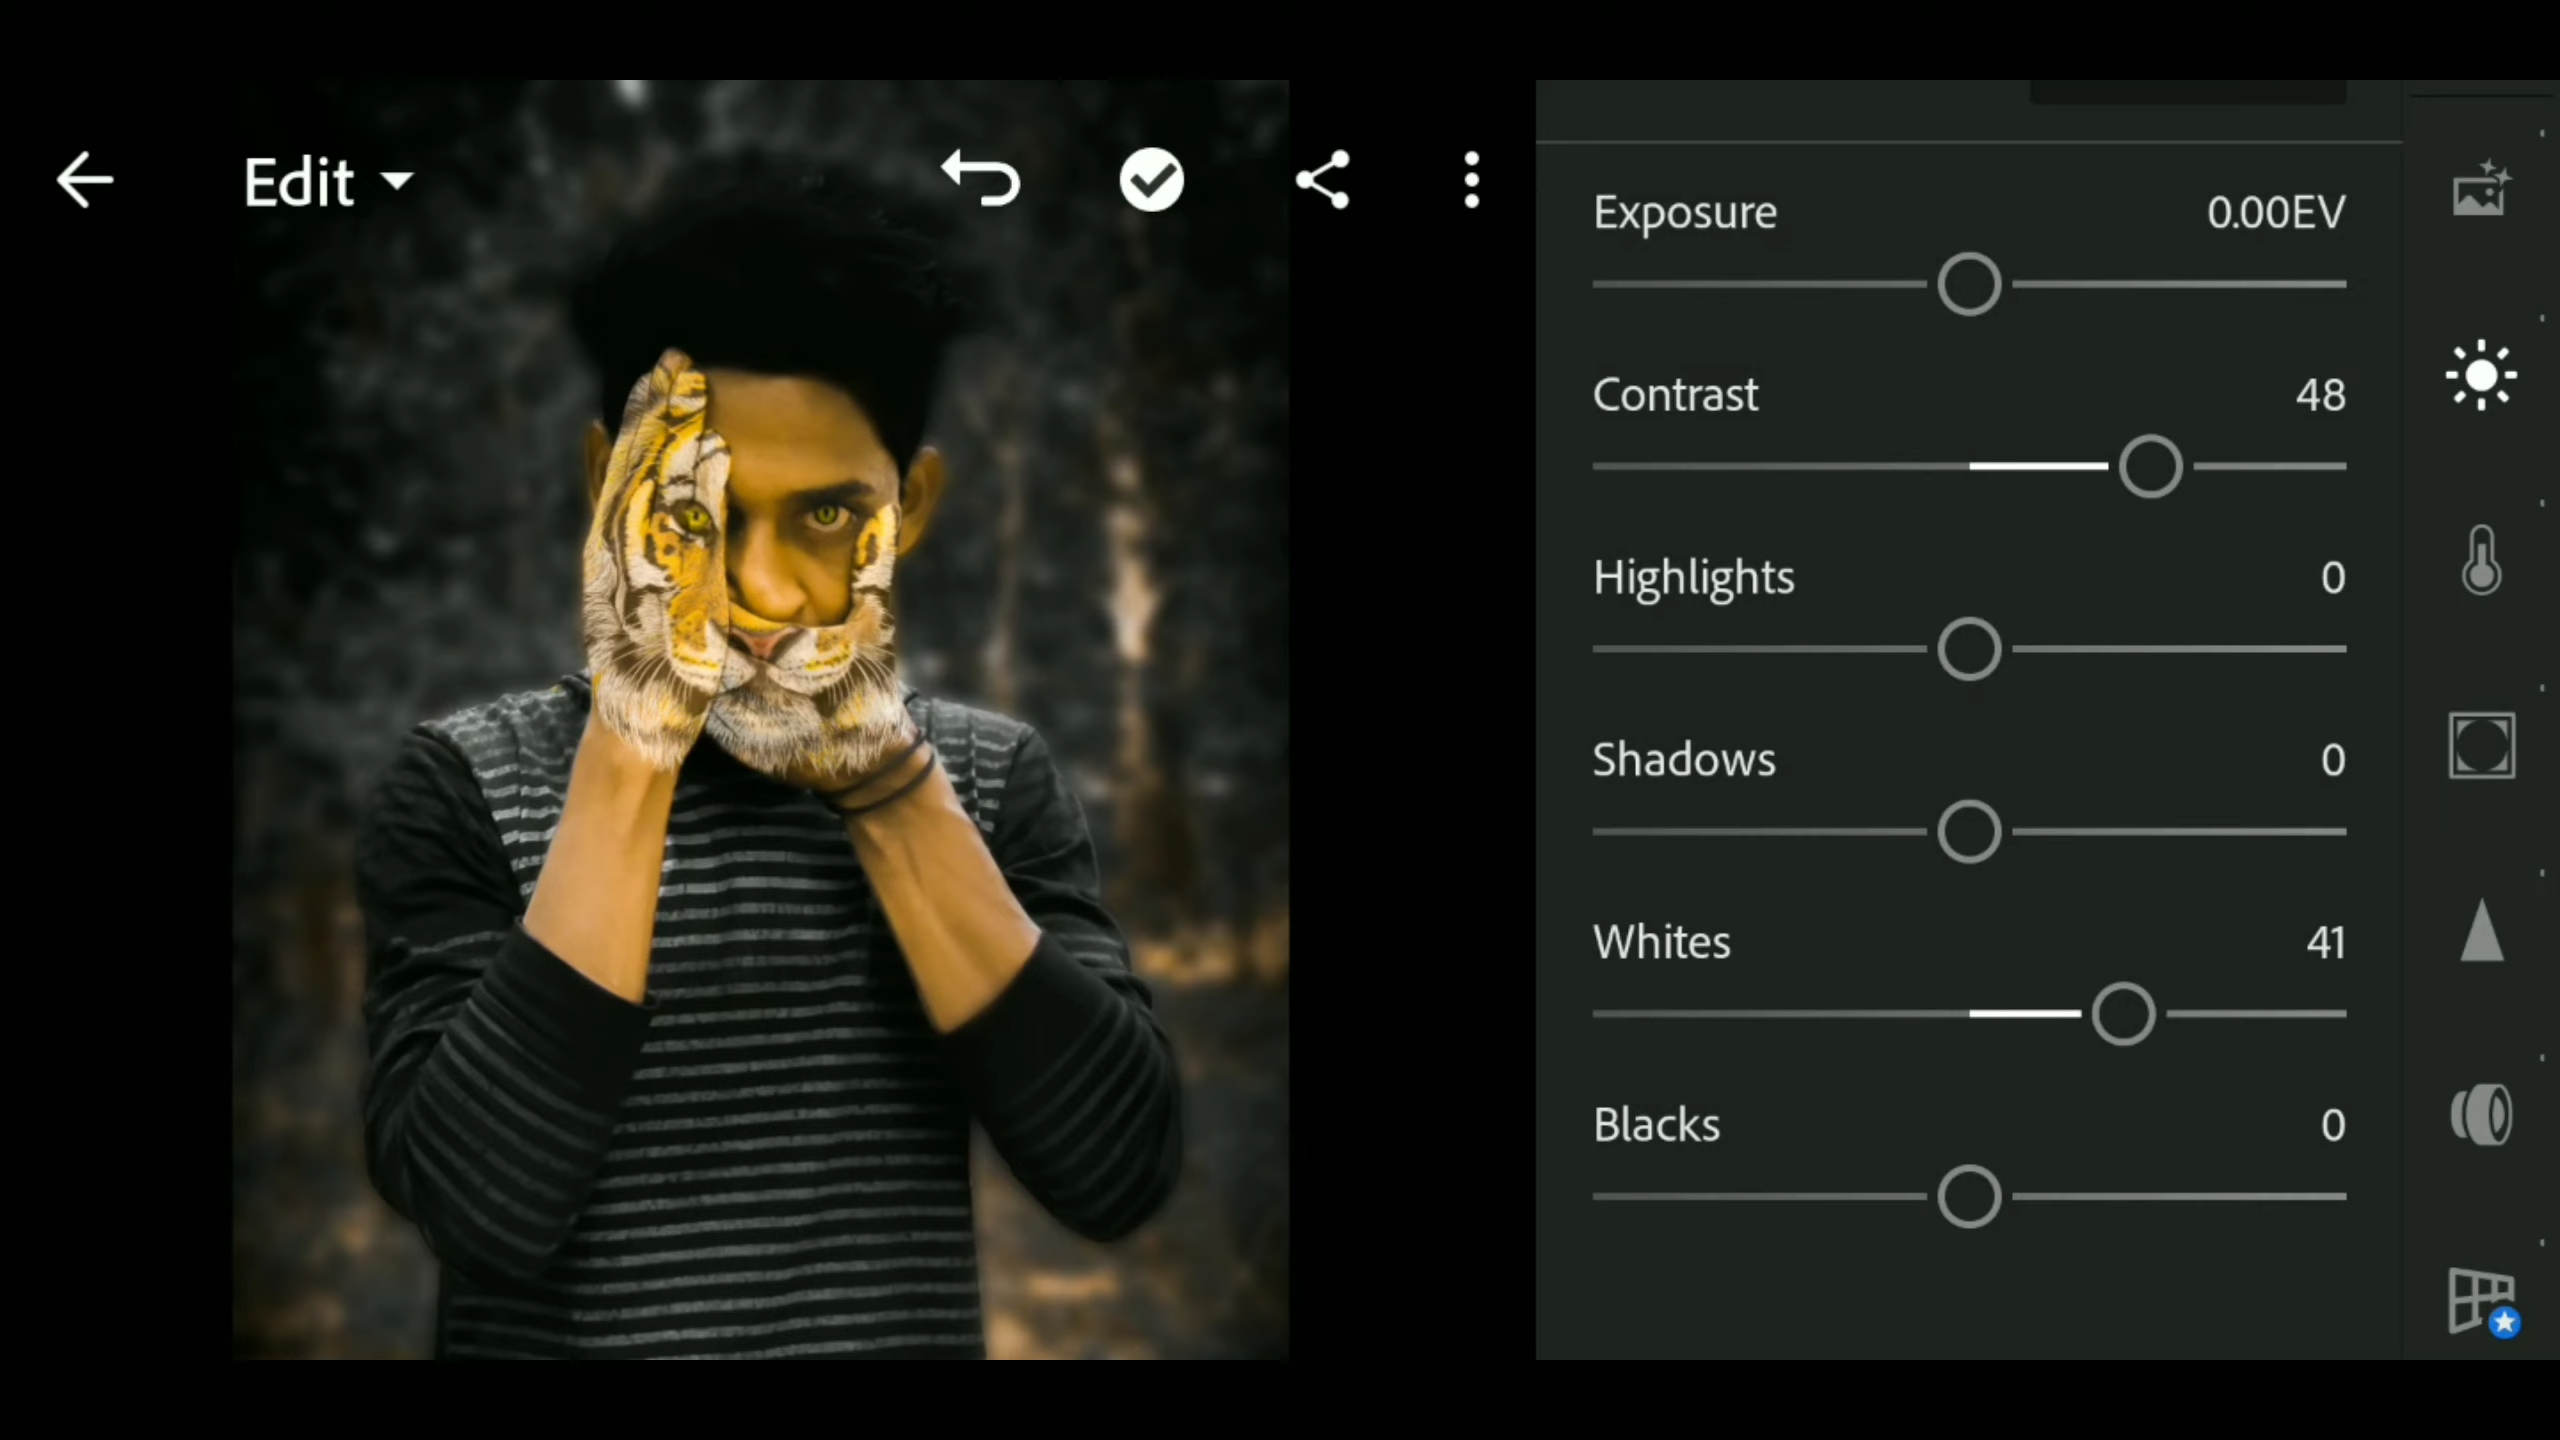 Edit
Exposure 0.00EV
Contrast 48
Highlights 0
Shadows 0
Whites 41
Blacks 0